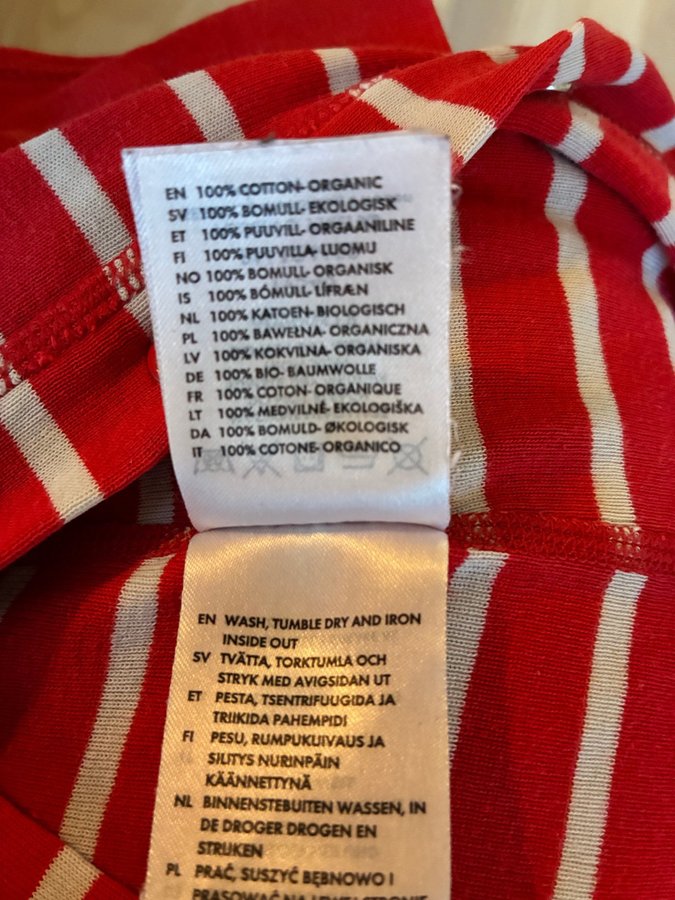 EN 100% COTTON- ORGANIC
SV 100% BOMULL- EKOLOGISK
ET 100% PUUVILL- ORGAANILINE
FI 100% PUUVILLA- LUOMU
NO 100% BOMULL- ORGANISK
IS 100% BÓMULL- LÍFRÆN
NL 100% KATOEN- BIOLOGISCH
PL 100% BAWEŁNA- ORGANICZNA
LV 100% KOKVILNA- ORGANISKA
DE 100% BIO- BAUMWOLLE
FR 100% COTON- ORGANIQUE
LT 100% MEDVILNĖ- EKOLOGIŠKA
DA 100% BOMULD- ØKOLOGISK
IT 100% COTONE- ORGANICO
EN WASH, TUMBLE DRY AND IRON
INSIDE OUT
SV TVÄTTA, TORKTUMLA OCH
STRYK MED AVIGSIDAN UT
ET PESTA, TSENTRIFUUGIDA JA
TRIIKIDA PAHEMPIDI
FI PESU, RUMPUKUIVAUS JA
SILITYS NURINPÄIN
KÄÄNNETTYNÄ
NL BINNENSTEBUITEN WASSEN, IN
DE DROGER DROGEN EN
STRIJKEN
PL PRAĆ, SUSZYĆ BĘBNOWO I
PRASOWAĆ NA LEWEJ STRONIE